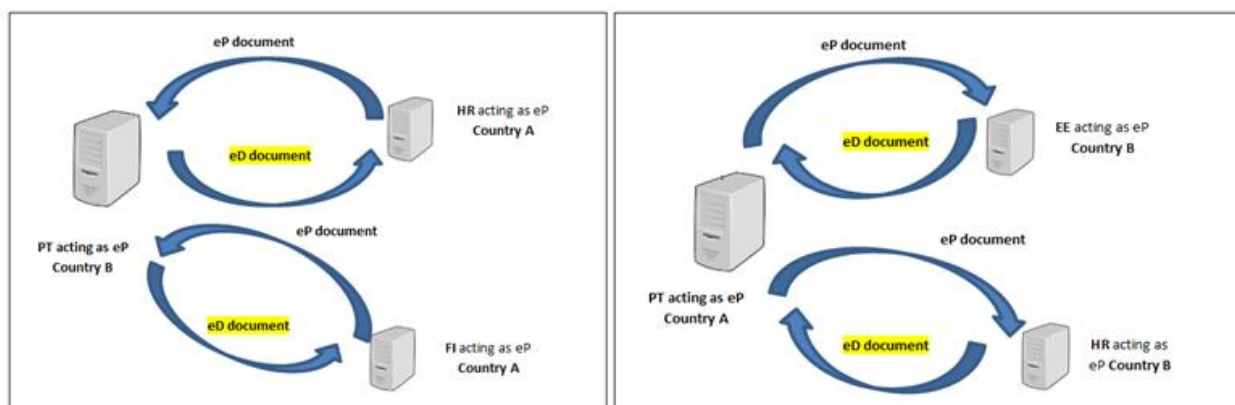 eP document
HR acting as eP
Country A
eD document
eP document
PT acting as eP
Country B
eD document
FI acting as eP
Country A
eP document
EE acting as eP
Country B
eD document
eP document
PT acting as eP
Country A
eD document
HR acting as
eP Country B